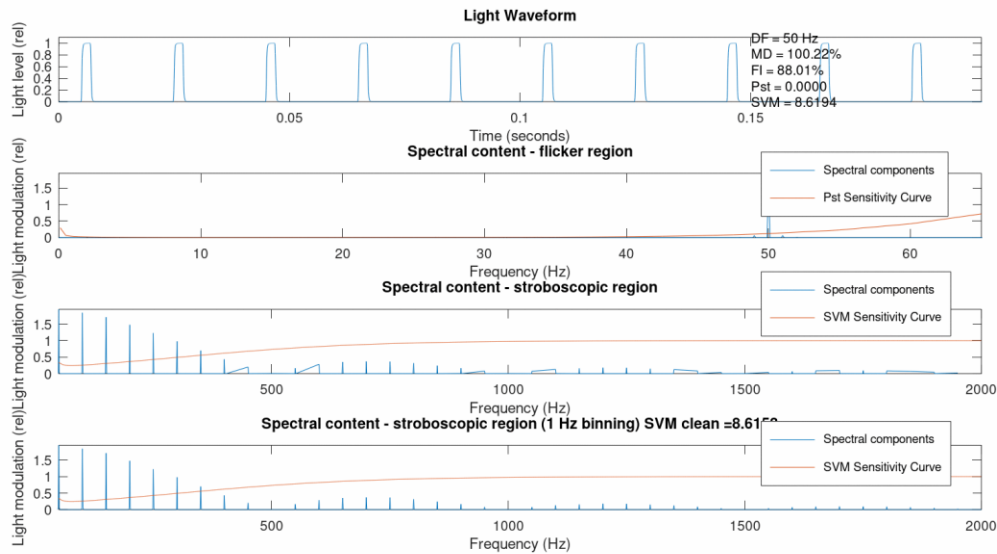 Light Waveform
Light level (rel)
1
0.8
0.6
0.4
0.2
0
DF = 50 Hz
MD = 100.22%
FI = 88.01%
Pst = 0.0000
SVM = 8.6194
0 0.05 0.1 0.15
Time (seconds)
Spectral content - flicker region
Light modulation (rel)
1.5
1
0.5
0
Spectral components
Pst Sensitivity Curve
0 10 20 30 40 50 60
Frequency (Hz)
Spectral content - stroboscopic region
Light modulation (rel)
1.5
1
0.5
0
Spectral components
SVM Sensitivity Curve
500 1000 1500 2000
Frequency (Hz)
Spectral content - stroboscopic region (1 Hz binning) SVM clean =
Light modulation (rel)
1.5
1
0.5
0
Spectral components
SVM Sensitivity Curve
500 1000 1500 2000
Frequency (Hz)